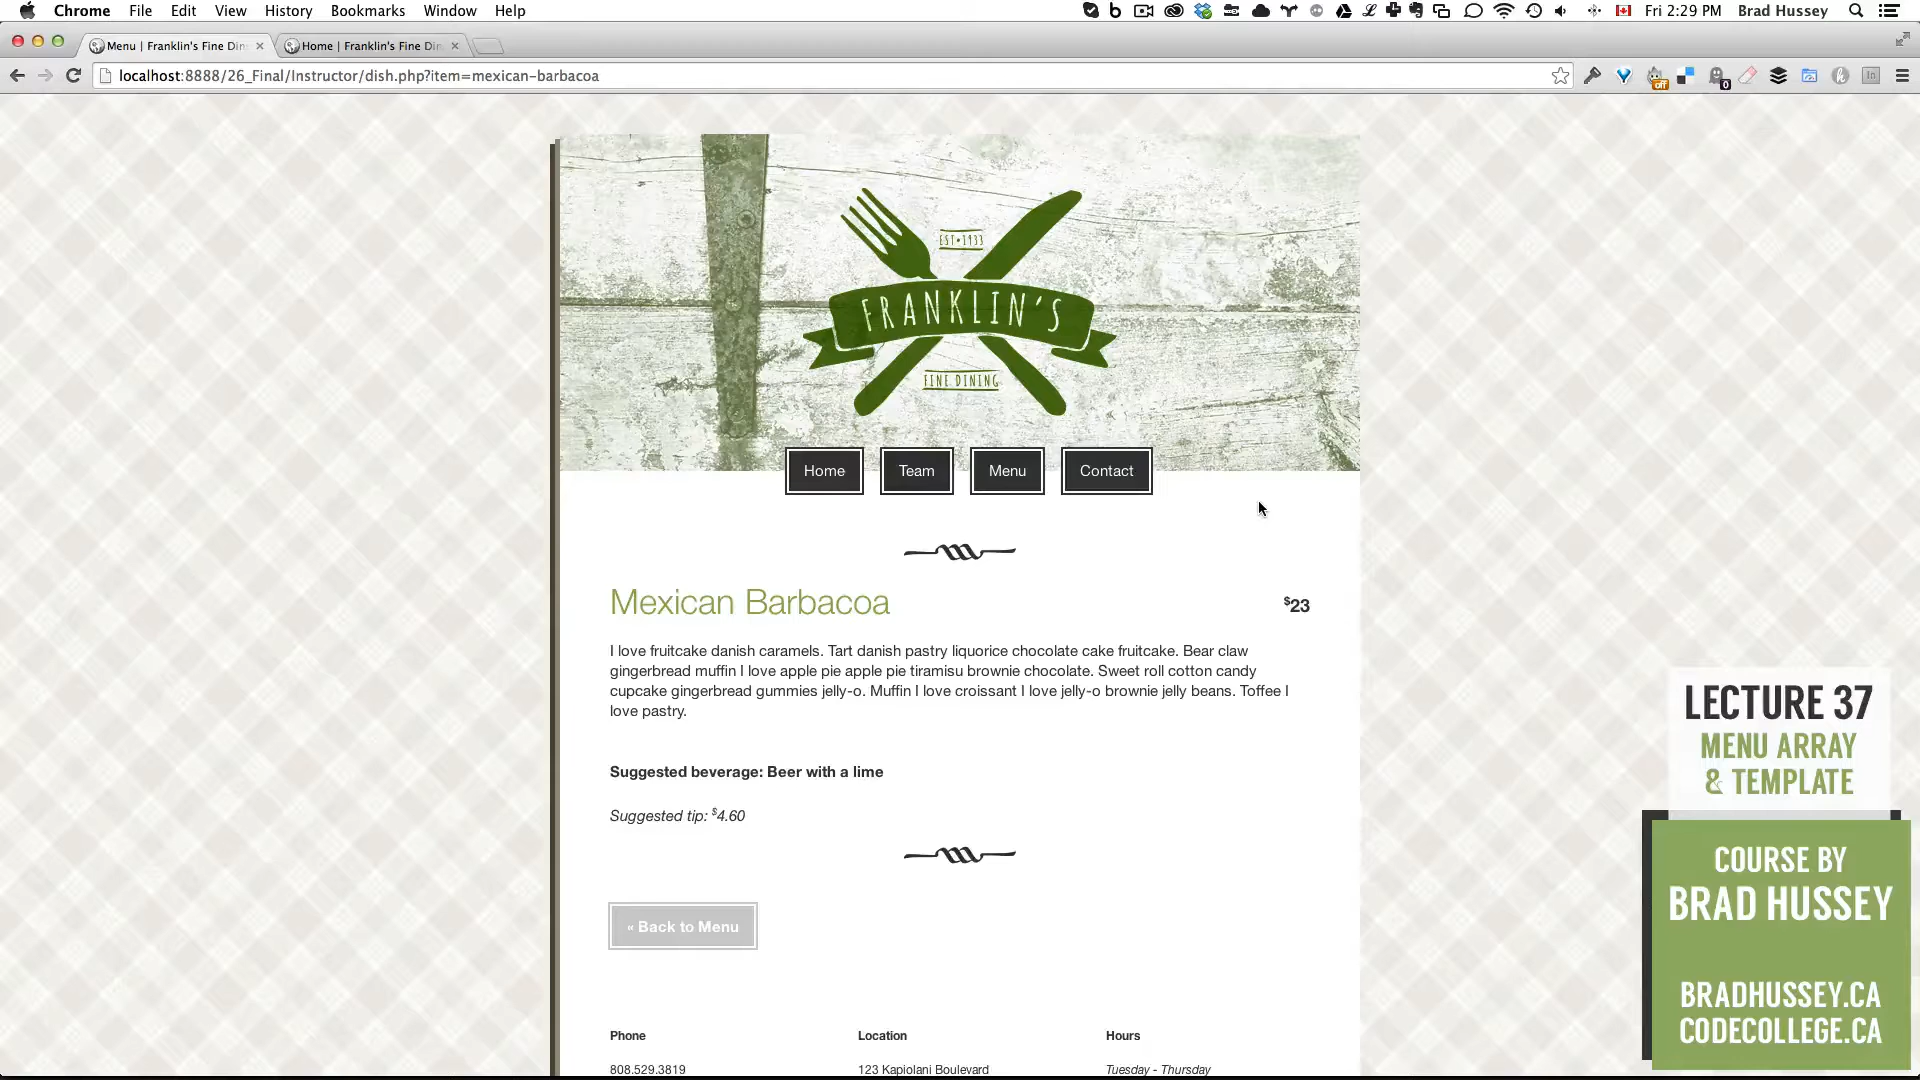 Chrome File Edit View History Bookmarks Window Help
Fri 2:29 PM Brad Hussey
Menu | Franklin's Fine Din
Home | Franklin's Fine Din
localhost:8888/26_Final/Instructor/dish.php?item=mexican-barbacoa
off
0
EST•1933
FRANKLIN'S
FINE DINING
Home Team Menu Contact
Mexican Barbacoa $23
I love fruitcake danish caramels. Tart danish pastry liquorice chocolate cake fruitcake. Bear claw
gingerbread muffin I love apple pie apple pie tiramisu brownie chocolate. Sweet roll cotton candy
cupcake gingerbread gummies jelly-o. Muffin I love croissant I love jelly-o brownie jelly beans. Toffee I
love pastry.
Suggested beverage: Beer with a lime
Suggested tip: $4.60
« Back to Menu
Phone Location Hours
808.529.3819 123 Kapiolani Boulevard Tuesday - Thursday
LECTURE 37
MENU ARRAY
& TEMPLATE
COURSE BY
BRAD HUSSEY
BRADHUSSEY.CA
CODECOLLEGE.CA